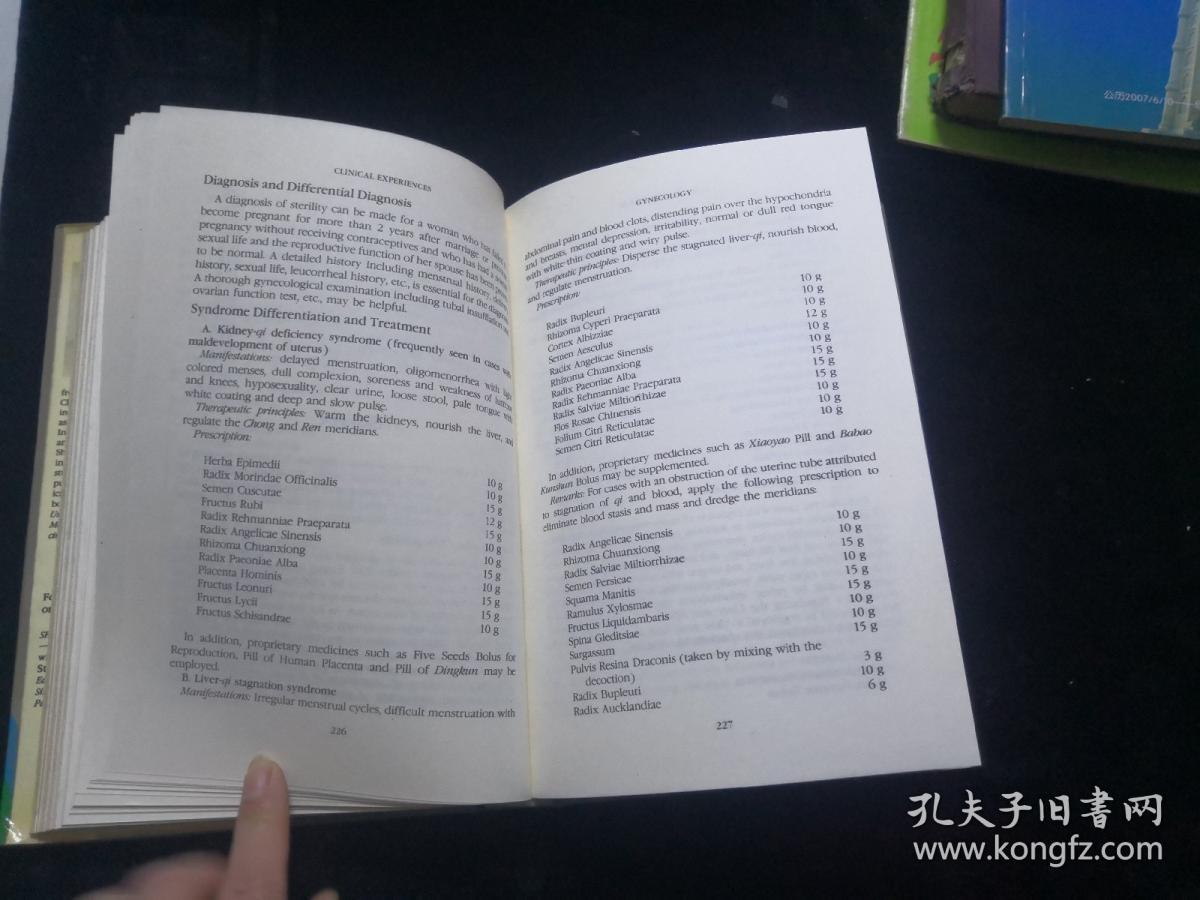 CLINICAL EXPERIENCES
Diagnosis and Differential Diagnosis
A diagnosis of sterility can be made for a woman who has
become pregnant for more than 2 years after marriage or
pregnancy without receiving contraceptives and who has had a
sexual life and the reproductive function of her spouse has been
to be normal. A detailed history including menstrual history,
history, sexual life, leucorrheal history, etc., is essential for the
A thorough gynecological examination including tubal insufflation
ovarian function test, etc., may be helpful.
Syndrome Differentiation and Treatment
A. Kidney-qi deficiency syndrome (frequently seen in cases with
maldevelopment of uterus)
Manifestations: delayed menstruation, oligomenorrhea with light
colored menses, dull complexion, soreness and weakness of lumbus
and knees, hyposexuality, clear urine, loose stool, pale tongue with
white coating and deep and slow pulse.
Therapeutic principles: Warm the kidneys, nourish the liver, and
regulate the Chong and Ren meridians.
Prescription:
Herba Epimedii 10 g
Radix Morindae Officinalis 10 g
Semen Cuscutae 15 g
Fructus Rubi 12 g
Radix Rehmanniae Praeparata 15 g
Radix Angelicae Sinensis 10 g
Rhizoma Chuanxiong 10 g
Radix Paeoniae Alba 15 g
Placenta Hominis 10 g
Fructus Leonuri 15 g
Fructus Lycii 15 g
Fructus Schisandrae 10 g
In addition, proprietary medicines such as Five Seeds Bolus for
Reproduction, Pill of Human Placenta and Pill of Dingkun may be
employed.
B. Liver-qi stagnation syndrome
Manifestations: Irregular menstrual cycles, difficult menstruation with
226
GYNECOLOGY
abdominal pain and blood clots, distending pain over the hypochondria
and breasts, mental depression, irritability, normal or dull red tongue
with white thin coating and wiry pulse.
Therapeutic principles: Disperse the stagnated liver-qi, nourish blood,
and regulate menstruation.
Prescription:
Radix Bupleuri 10 g
Rhizoma Cyperi Praeparata 10 g
Cortex Albizziae 10 g
Semen Aesculus 12 g
Radix Angelicae Sinensis 10 g
Rhizoma Chuanxiong 10 g
Radix Paeoniae Alba 15 g
Radix Rehmanniae Praeparata 15 g
Radix Salviae Miltiorrhizae 15 g
Flos Rosae Chinensis 10 g
Folium Citri Reticulatae 10 g
Semen Citri Reticulatae 10 g
In addition, proprietary medicines such as Xiaoyao Pill and Babao
Kunshun Bolus may be supplemented.
Remarks: For cases with an obstruction of the uterine tube attributed
to stagnation of qi and blood, apply the following prescription to
eliminate blood stasis and mass and dredge the meridians:
Radix Angelicae Sinensis 10 g
Rhizoma Chuanxiong 10 g
Radix Salviae Miltiorrhizae 15 g
Semen Persicae 10 g
Squama Manitis 15 g
Ramulus Xylosmae 15 g
Fructus Liquidambaris 10 g
Spina Gleditsiae 10 g
Sargassum 15 g
Pulvis Resina Draconis (taken by mixing with the
decoction) 3 g
Radix Bupleuri 10 g
Radix Aucklandiae 6 g
227
公历2007/6/10
孔夫子旧书网
www.kongfz.com